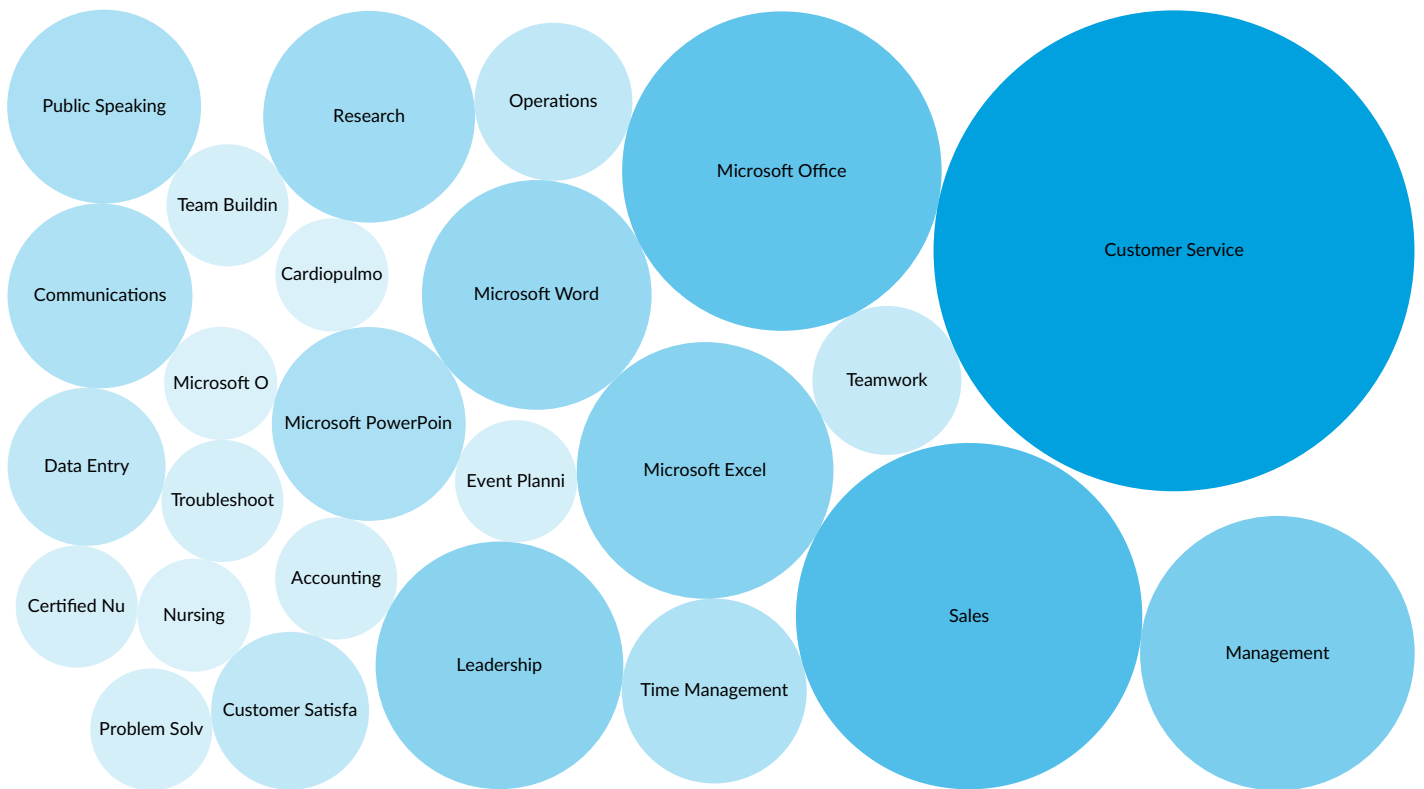 Public Speaking
Research
Operations
Microsoft Office
Customer Service
Team Buildin
Cardiopulmo
Communications
Microsoft Word
Microsoft O
Teamwork
Microsoft PowerPoin
Data Entry
Event Planni
Microsoft Excel
Troubleshoot
Accounting
Certified Nu
Nursing
Sales
Leadership
Management
Time Management
Customer Satisfa
Problem Solv